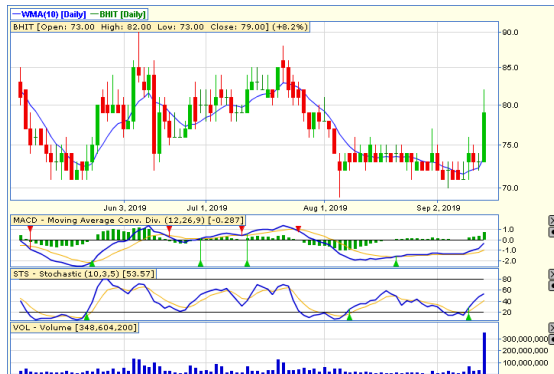 WMA(10) [Daily] BHIT [Daily]
BHIT [Open: 73.00 High: 82.00 Low: 73.00 Close: 79.00] (+8.2%)
90.0
85.0
80.0
75.0
70.0
Jun 3, 2019 Jul 1, 2019 Aug 1, 2019 Sep 2, 2019
MACD - Moving Average Conv. Div. (12,26,9) [-0.287]
1.0
0.0
-1.0
-2.0
STS - Stochastic (10,3,5) [53.57]
80
60
40
20
VOL - Volume [348,604,200]
300,000,000
200,000,000
100,000,000